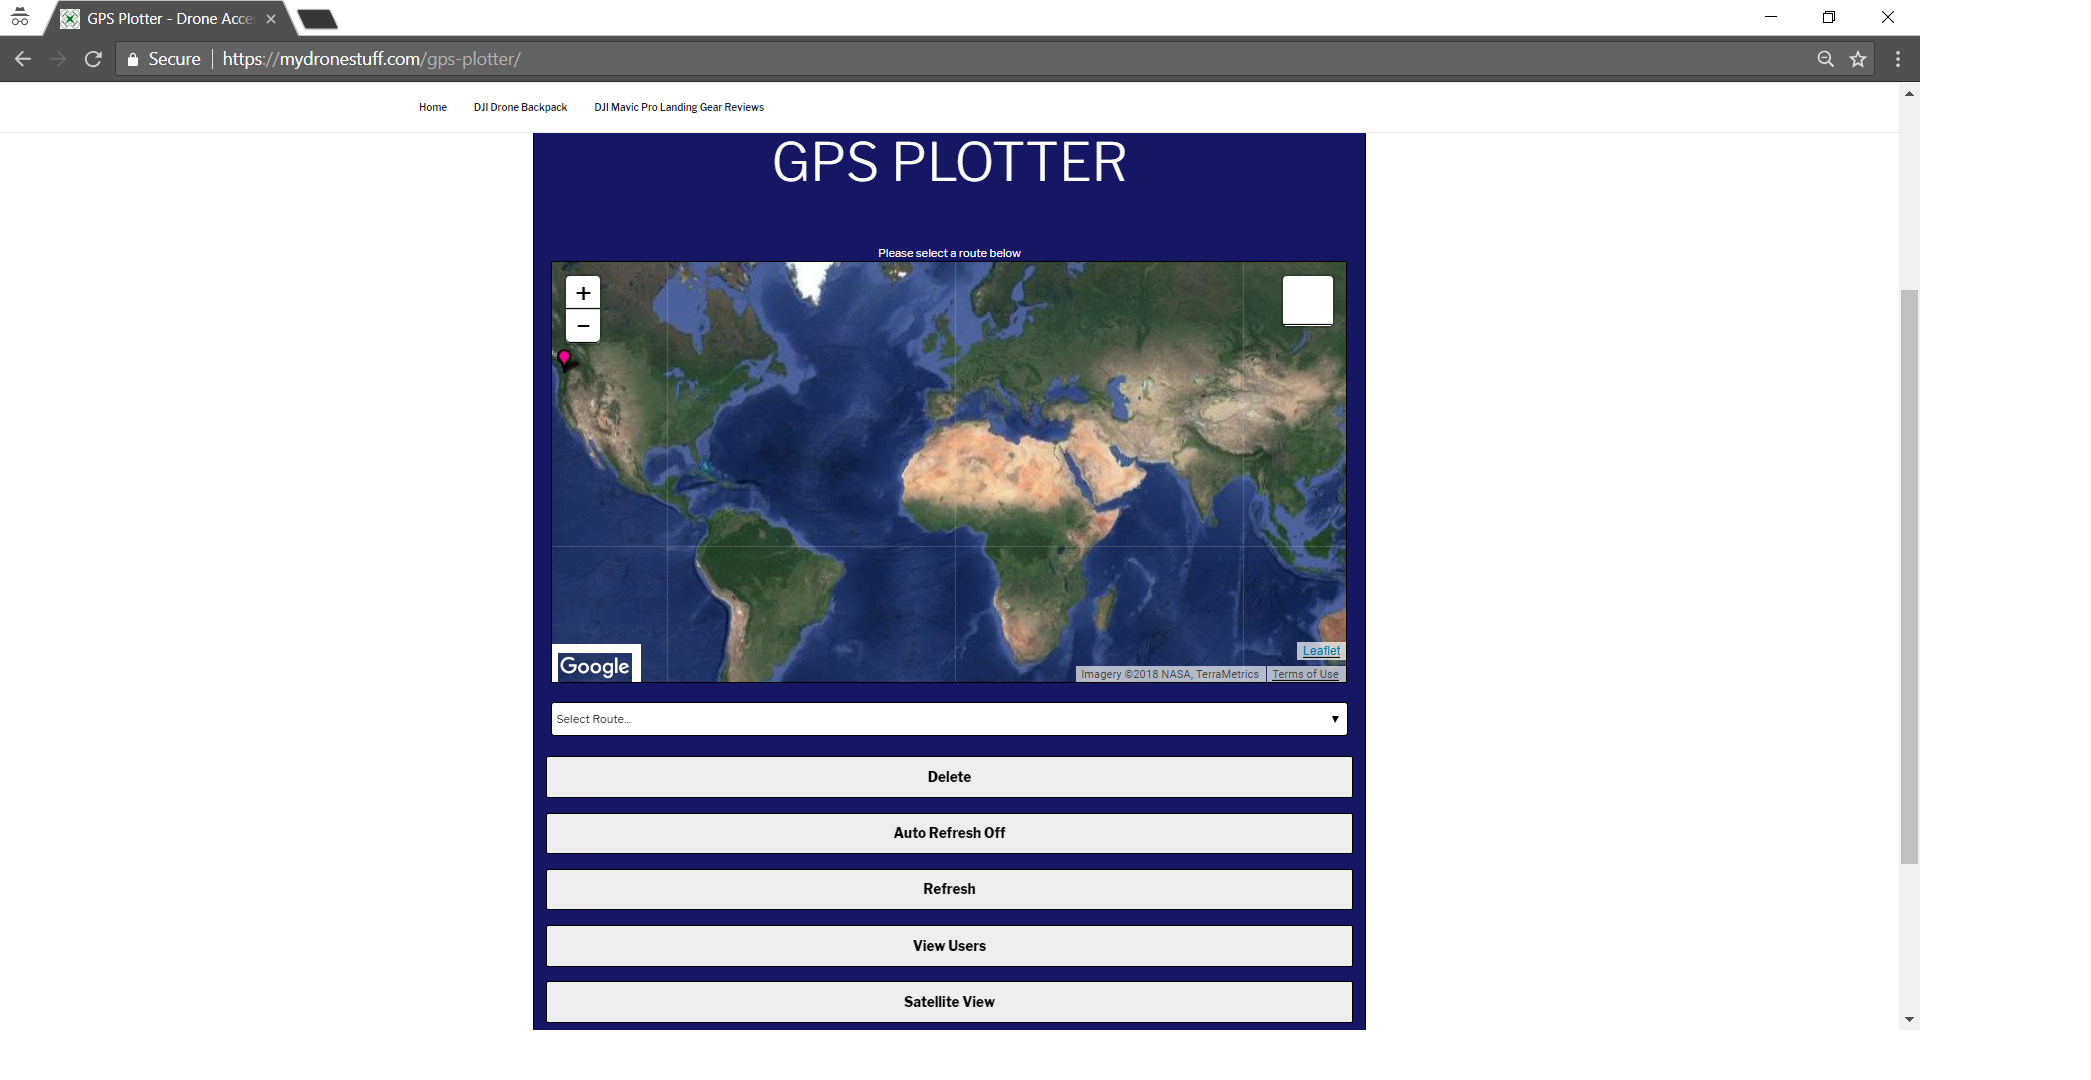 GPS Plotter - Drone Acce
Secure
https://mydronestuff.com/gps-plotter/
Home DJI Drone Backpack DJI Mavic Pro Landing Gear Reviews
GPS PLOTTER
Please select a route below
+
−
Leaflet
Google
Imagery ©2018 NASA, TerraMetrics Terms of Use
Select Route...
Delete
Auto Refresh Off
Refresh
View Users
Satellite View